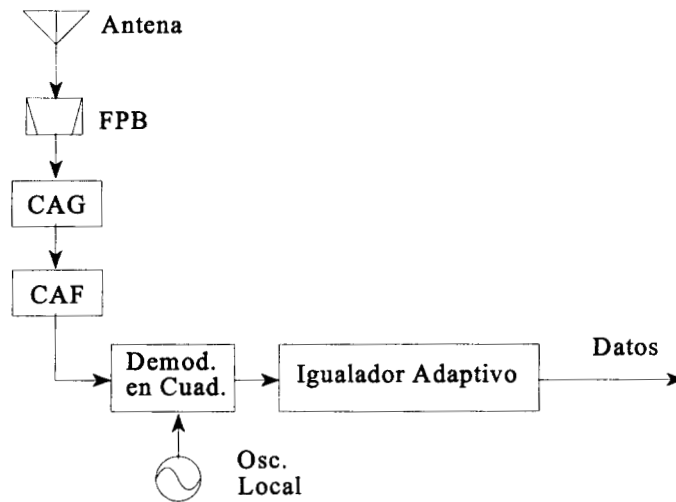 Antena
FPB
CAG
CAF
Demod.
en Cuad.
Igualador Adaptivo
Datos
Osc.
Local